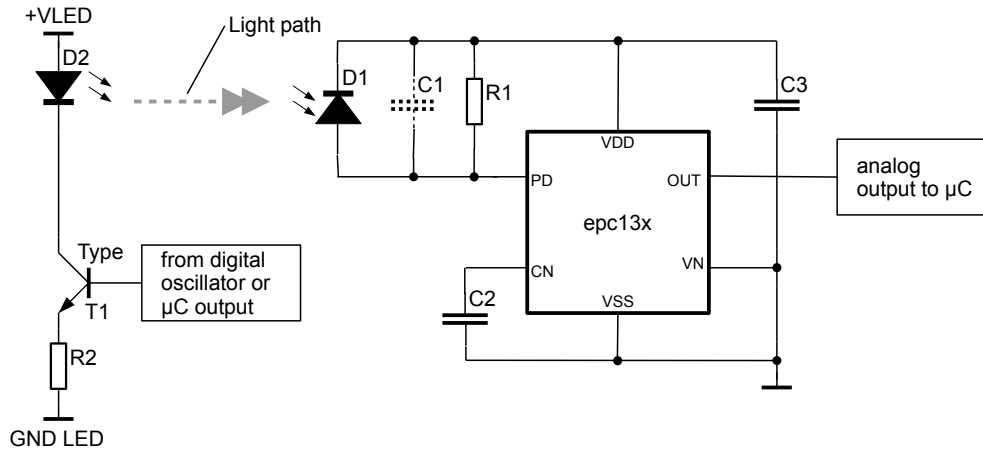 +VLED
D2
Light path
D1
C1
R1
C3
VDD
PD
OUT
epc13x
CN
VN
VSS
C2
analog
output to µC
Type
T1
from digital
oscillator or
µC output
R2
GND LED